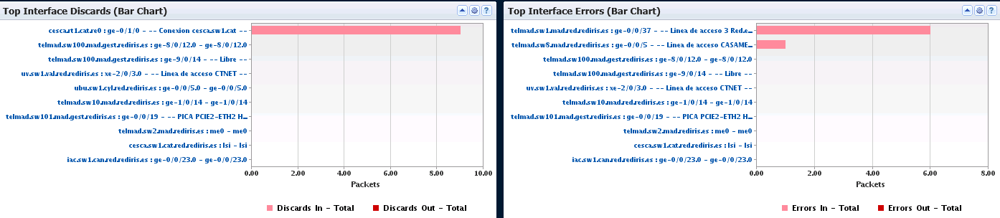 Top Interface Discards (Bar Chart)
?
cesca.rt1.cat.re0 : ge-0/1/0 - -- Conexion cesca.sw1.cat --
telmad.sw100.mad.gest.rediris.es : ge-8/0/12.0 - ge-8/0/12.0
telmad.sw100.mad.gest.rediris.es : ge-9/0/14 - -- Libre --
uv.sw1.val.red.rediris.es : xe-2/0/3.0 - -- Linea de acceso CTNET --
ubu.sw1.cyl.red.rediris.es : ge-0/0/5.0 - ge-0/0/5.0
telmad.sw10.mad.red.rediris.es : ge-1/0/14 - ge-1/0/14
telmad.sw101.mad.gest.rediris.es : ge-0/0/19 - -- PICA PCIE2-ETH2 H...
telmad.sw2.mad.rediris.es : me0 - me0
cesca.sw1.cat.red.rediris.es : lsi - lsi
iac.sw1.can.red.rediris.es : ge-0/0/23.0 - ge-0/0/23.0
0.00 2.00 4.00 6.00 8.00 10.00
Packets
Discards In - Total Discards Out - Total
Top Interface Errors (Bar Chart)
?
telmad.sw1.mad.red.rediris.es : ge-0/0/37 - -- Linea de acceso 3 Red.e...
telmad.sw8.mad.red.rediris.es : ge-0/0/5 - -- Linea de acceso CASAME...
telmad.sw100.mad.gest.rediris.es : ge-8/0/12.0 - ge-8/0/12.0
telmad.sw100.mad.gest.rediris.es : ge-9/0/14 - -- Libre --
uv.sw1.val.red.rediris.es : xe-2/0/3.0 - -- Linea de acceso CTNET --
telmad.sw10.mad.red.rediris.es : ge-1/0/14 - ge-1/0/14
telmad.sw101.mad.gest.rediris.es : ge-0/0/19 - -- PICA PCIE2-ETH2 H...
telmad.sw2.mad.rediris.es : me0 - me0
cesca.sw1.cat.red.rediris.es : lsi - lsi
iac.sw1.can.red.rediris.es : ge-0/0/23.0 - ge-0/0/23.0
0.00 2.00 4.00 6.00 8.00
Packets
Errors In - Total Errors Out - Total